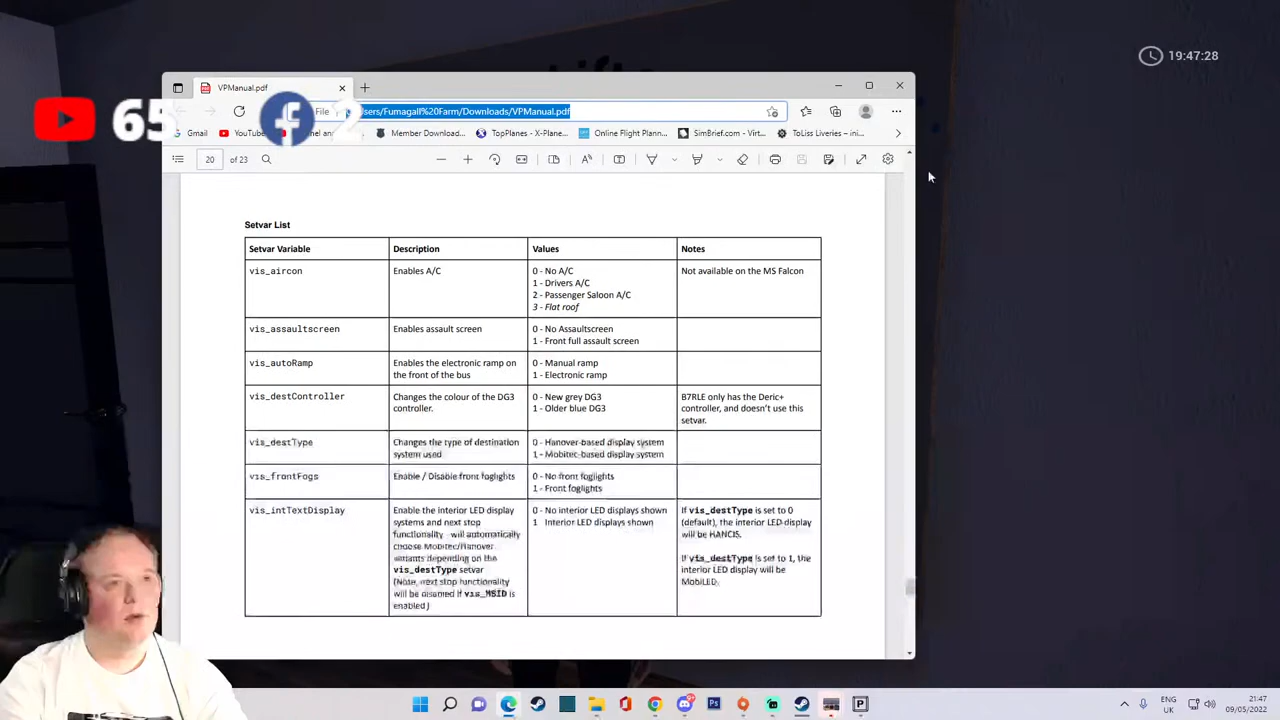 19:47:28
VPManual.pdf
65
2
File
Users/Fumagall%20Farm/Downloads/VPManual.pdf
Gmail
YouTube
Member Download...
TopPlanes - X-Plane...
Online Flight Plann...
SimBrief.com - Virt...
ToLiss Liveries - ini...
20 of 23
Setvar List
Setvar Variable Description Values Notes
vis_aircon Enables A/C 0 - No A/C Not available on the MS Falcon
1 - Drivers A/C
2 - Passenger Saloon A/C
3 - Flat roof
vis_assaultscreen Enables assault screen 0 - No Assaultscreen
1 - Front full assault screen
vis_autoRamp Enables the electronic ramp on 0 - Manual ramp
the front of the bus 1 - Electronic ramp
vis_destController Changes the colour of the DG3 0 - New grey DG3 B7RLE only has the Deric+
controller. 1 - Older blue DG3 controller, and doesn't use this
setvar.
vis_destType Changes the type of destination 0 - Hanover-based display system
system used 1 - Mobitec-based display system
vis_frontFogs Enable / Disable front foglights 0 - No front foglights
1 - Front foglights
vis_intTextDisplay Enable the interior LED display 0 - No interior LED displays shown If vis_destType is set to 0
systems and next stop 1 Interior LED displays shown (default), the interior LED display
functionality - will automatically will be HANCIS.
choose Mobitec/Hanover
variants depending on the If vis_destType is set to 1, the
vis_destType setvar interior LED display will be
(Note, next stop functionality MobiLED.
will be disabled if vis_MSID is
enabled)
ENG
UK
21:47
09/05/2022